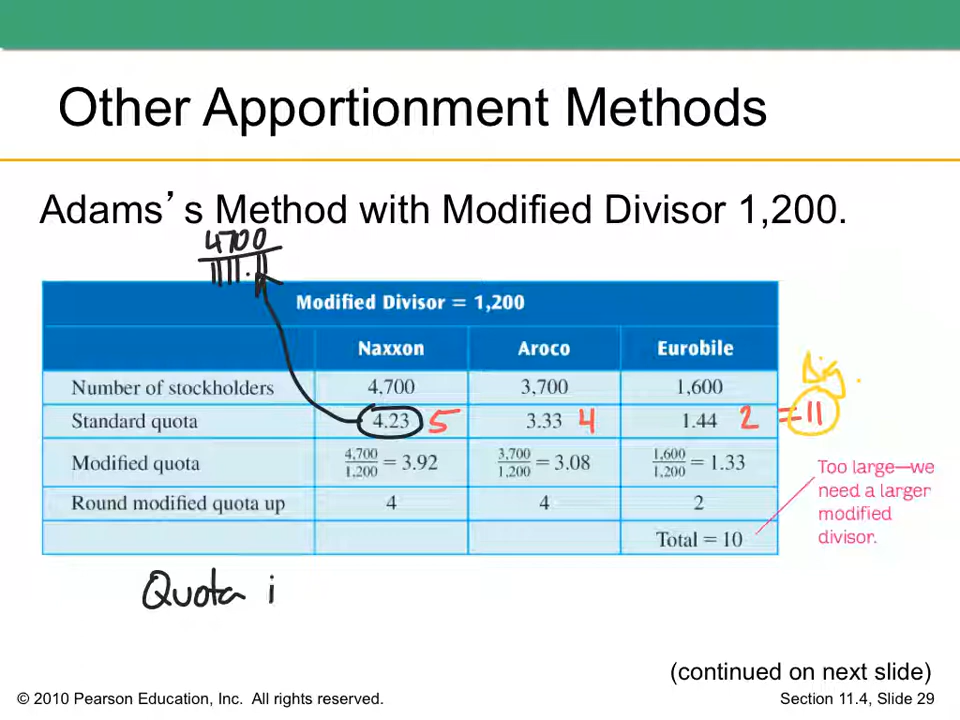 Other Apportionment Methods
Adams's Method with Modified Divisor 1,200.
4700
1111.11
Modified Divisor = 1,200
Naxxon Aroco Eurobile
Number of stockholders 4,700 3,700 1,600
Standard quota 4.23 5 3.33 4 1.44 2 = 11
Big.
Modified quota 4,700/1,200 = 3.92 3,700/1,200 = 3.08 1,600/1,200 = 1.33
Round modified quota up 4 4 2
Total = 10
Too large—we
need a larger
modified
divisor.
Quota i
(continued on next slide)
© 2010 Pearson Education, Inc. All rights reserved.
Section 11.4, Slide 29